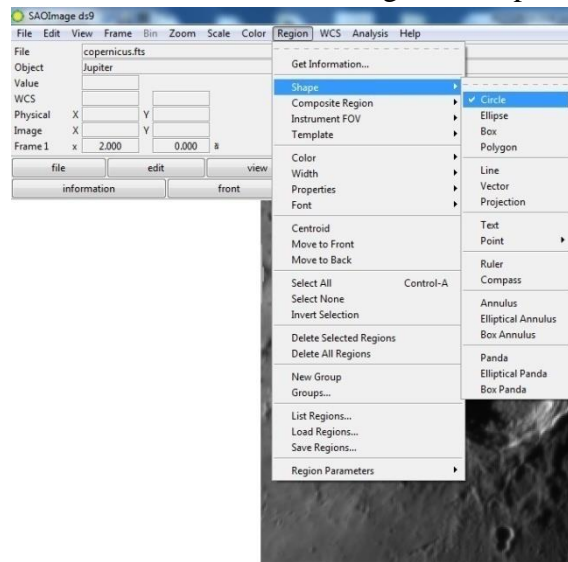 SAOImage ds9
File Edit View Frame Bin Zoom Scale Color Region WCS Analysis Help
File copernicus.fts
Object Jupiter
Value
WCS
Physical X Y
Image X Y
Frame 1 x 2.000 0.000 °
file edit view
information front
Get Information...
Shape
Composite Region
Instrument FOV
Template
Color
Width
Properties
Font
Centroid
Move to Front
Move to Back
Select All Control-A
Select None
Invert Selection
Delete Selected Regions
Delete All Regions
New Group
Groups...
List Regions...
Load Regions...
Save Regions...
Region Parameters
Circle
Ellipse
Box
Polygon
Line
Vector
Projection
Text
Point
Ruler
Compass
Annulus
Elliptical Annulus
Box Annulus
Panda
Elliptical Panda
Box Panda